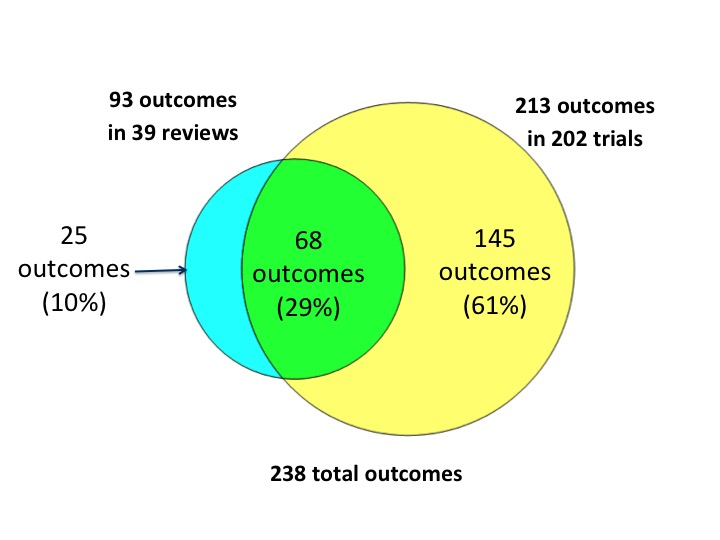 93 outcomes
in 39 reviews
213 outcomes
in 202 trials
25
outcomes
(10%)
68
outcomes
(29%)
145
outcomes
(61%)
238 total outcomes